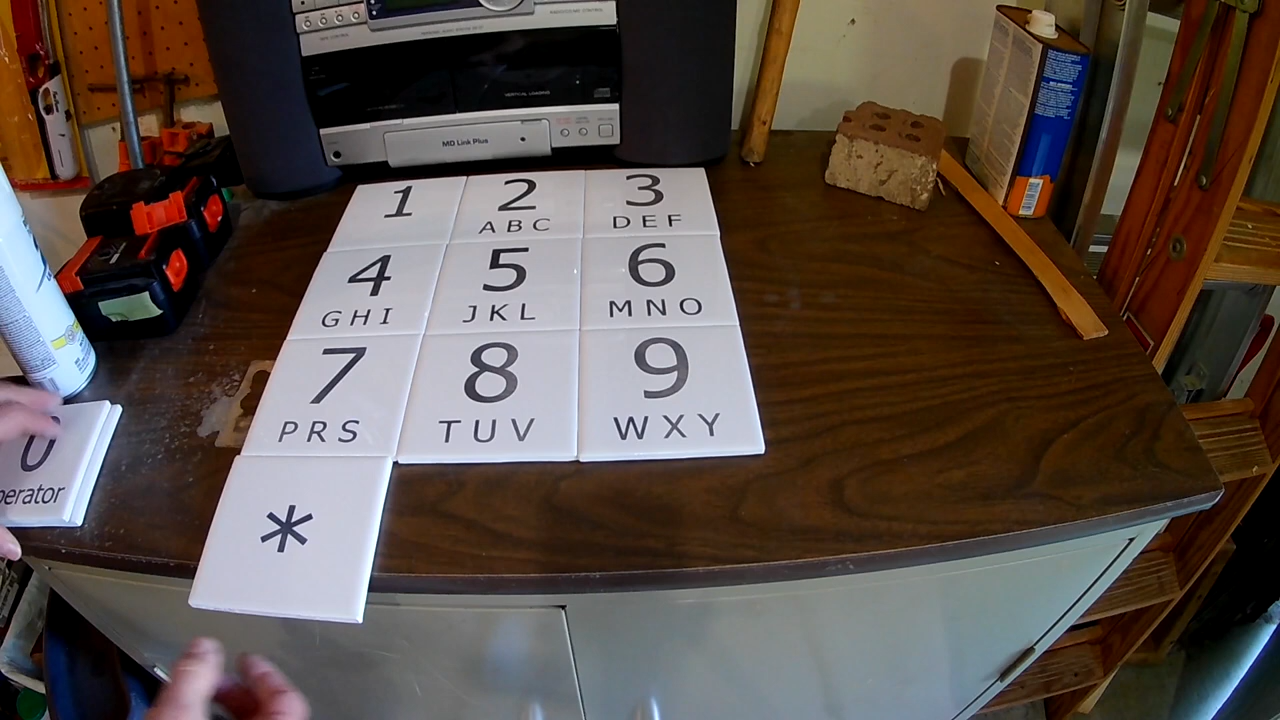 MD Link Plus
1
2
ABC
3
DEF
4
GHI
5
JKL
6
MNO
7
PRS
8
TUV
9
WXY
0
perator
*